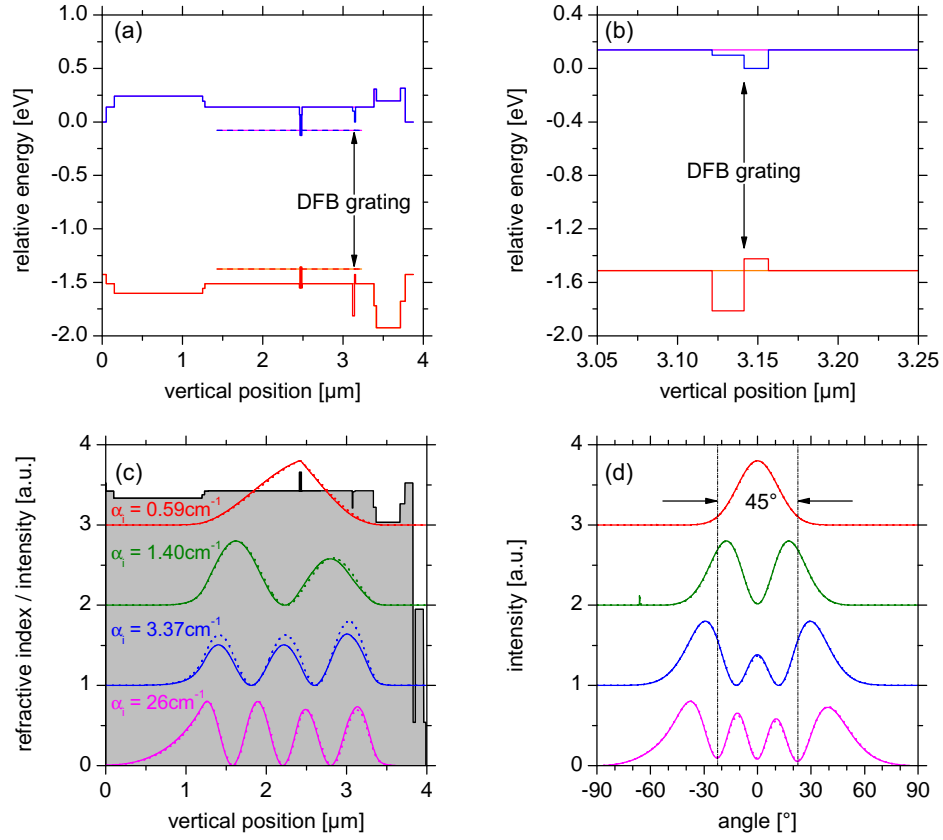 (a)
relative energy [eV]
1.0
0.5
0.0
-0.5
-1.0
-1.5
-2.0
DFB grating
0 1 2 3 4
vertical position [µm]
(b)
relative energy [eV]
0.4
0.0
-0.4
-0.8
-1.2
-1.6
-2.0
DFB grating
3.05 3.10 3.15 3.20 3.25
vertical position [µm]
(c)
refractive index / intensity [a.u.]
4
3
2
1
0
αi = 0.59cm-1
αi = 1.40cm-1
αi = 3.37cm-1
αi = 26cm-1
0 1 2 3 4
vertical position [µm]
(d)
intensity [a.u.]
4
3
2
1
0
45°
-90 -60 -30 0 30 60 90
angle [°]